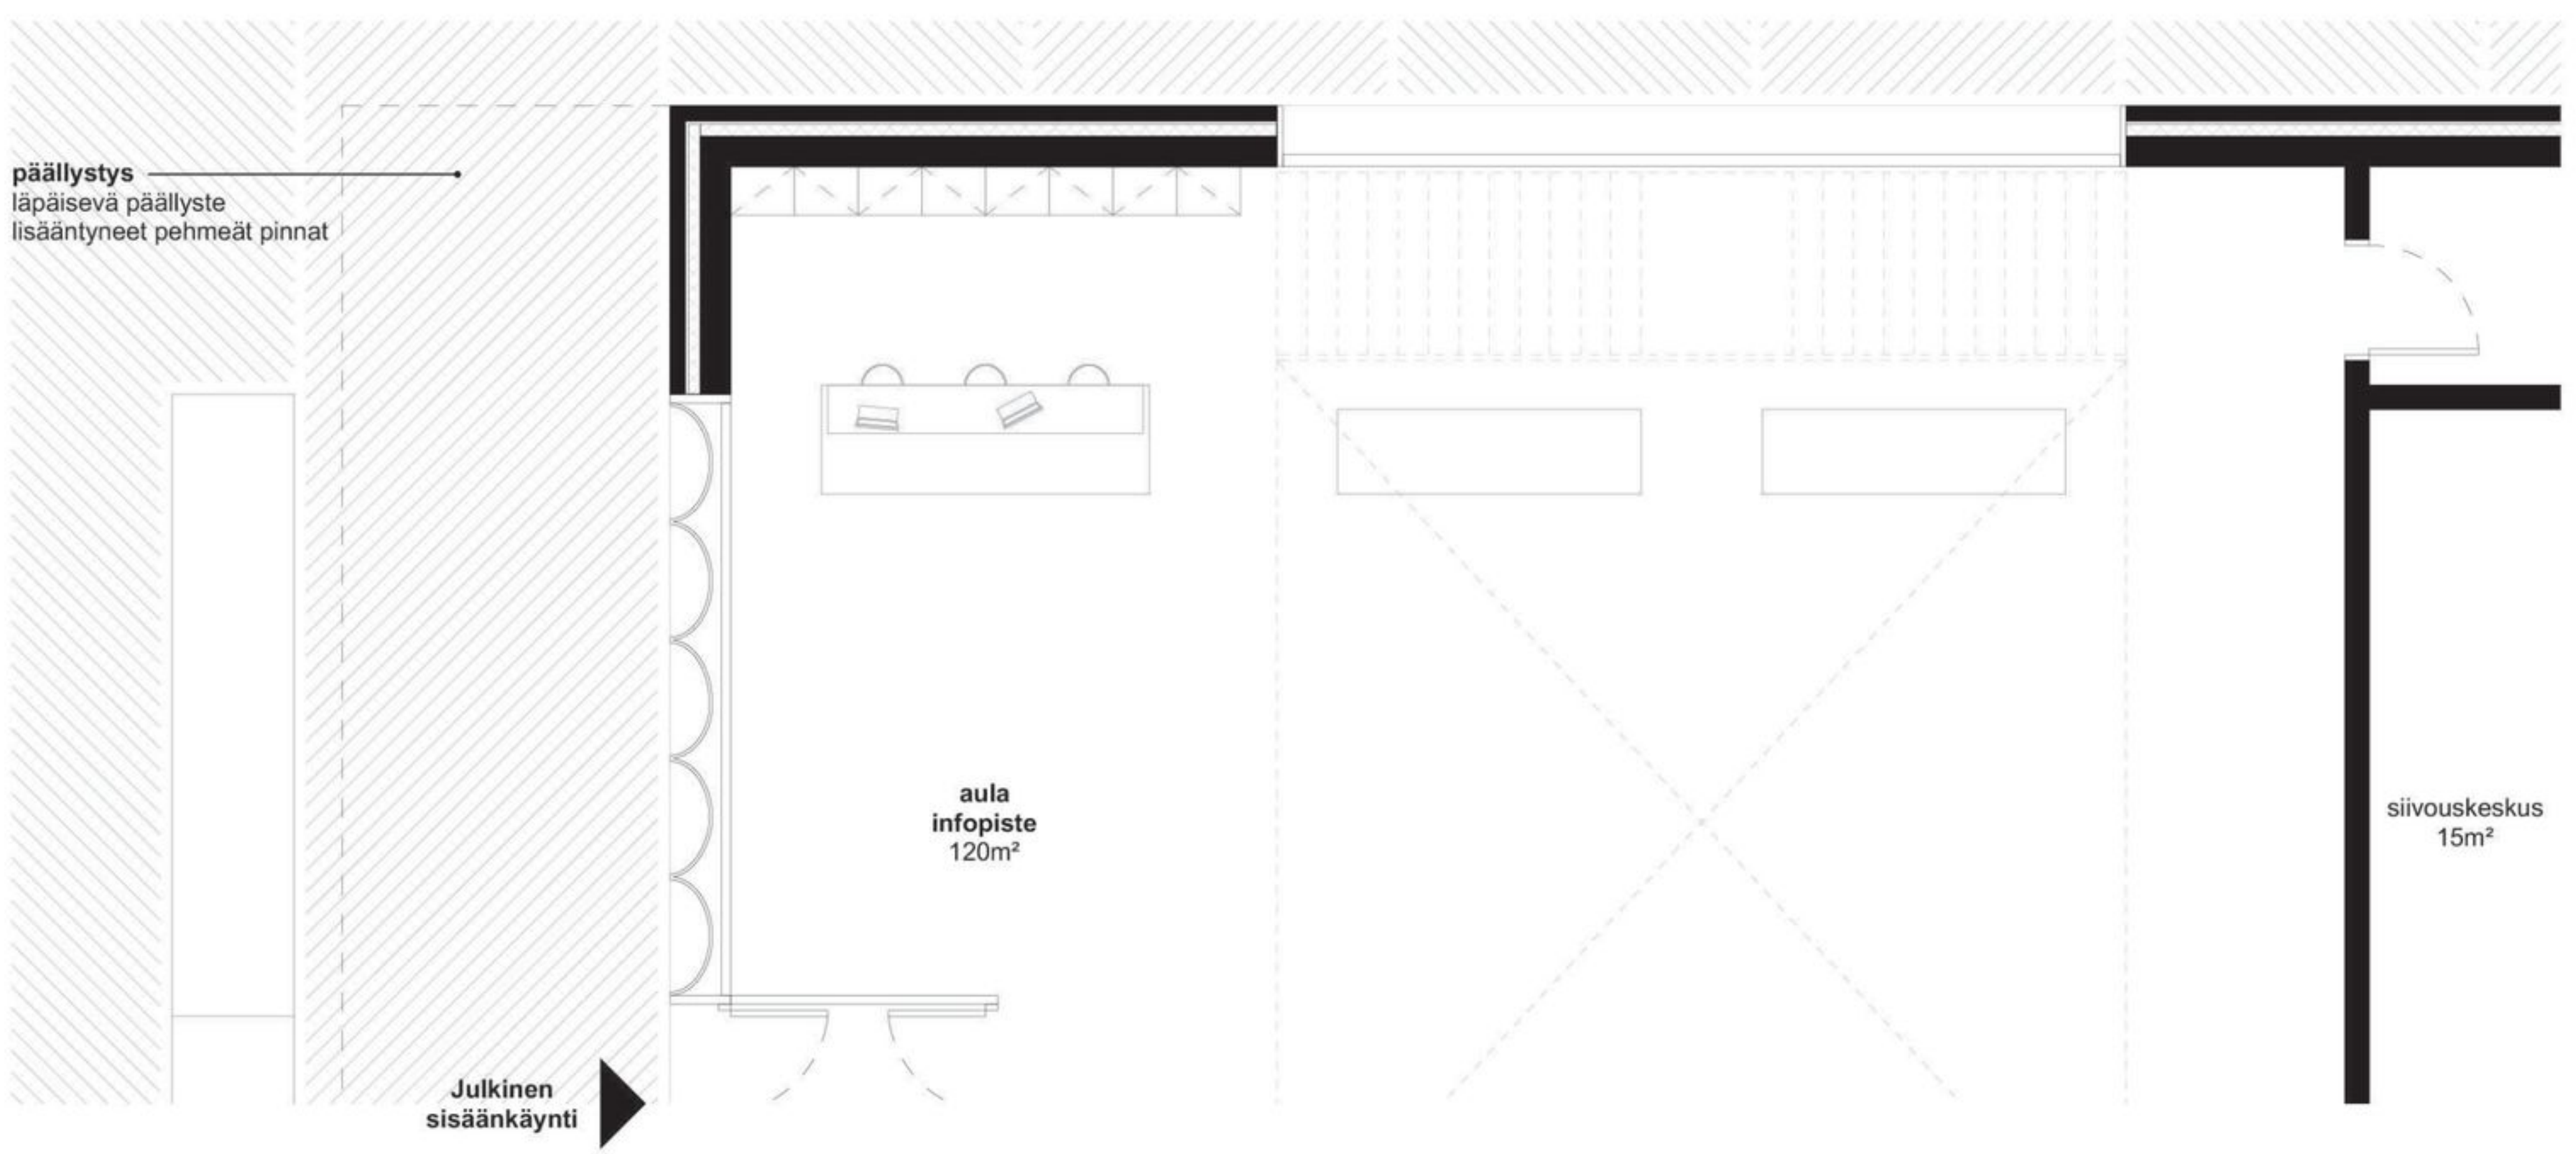 päällystys
läpäisevä päällyste
lisääntyneet pehmeät pinnat
aula
infopiste
120m²
siivouskeskus
15m²
Julkinen
sisäänkäynti